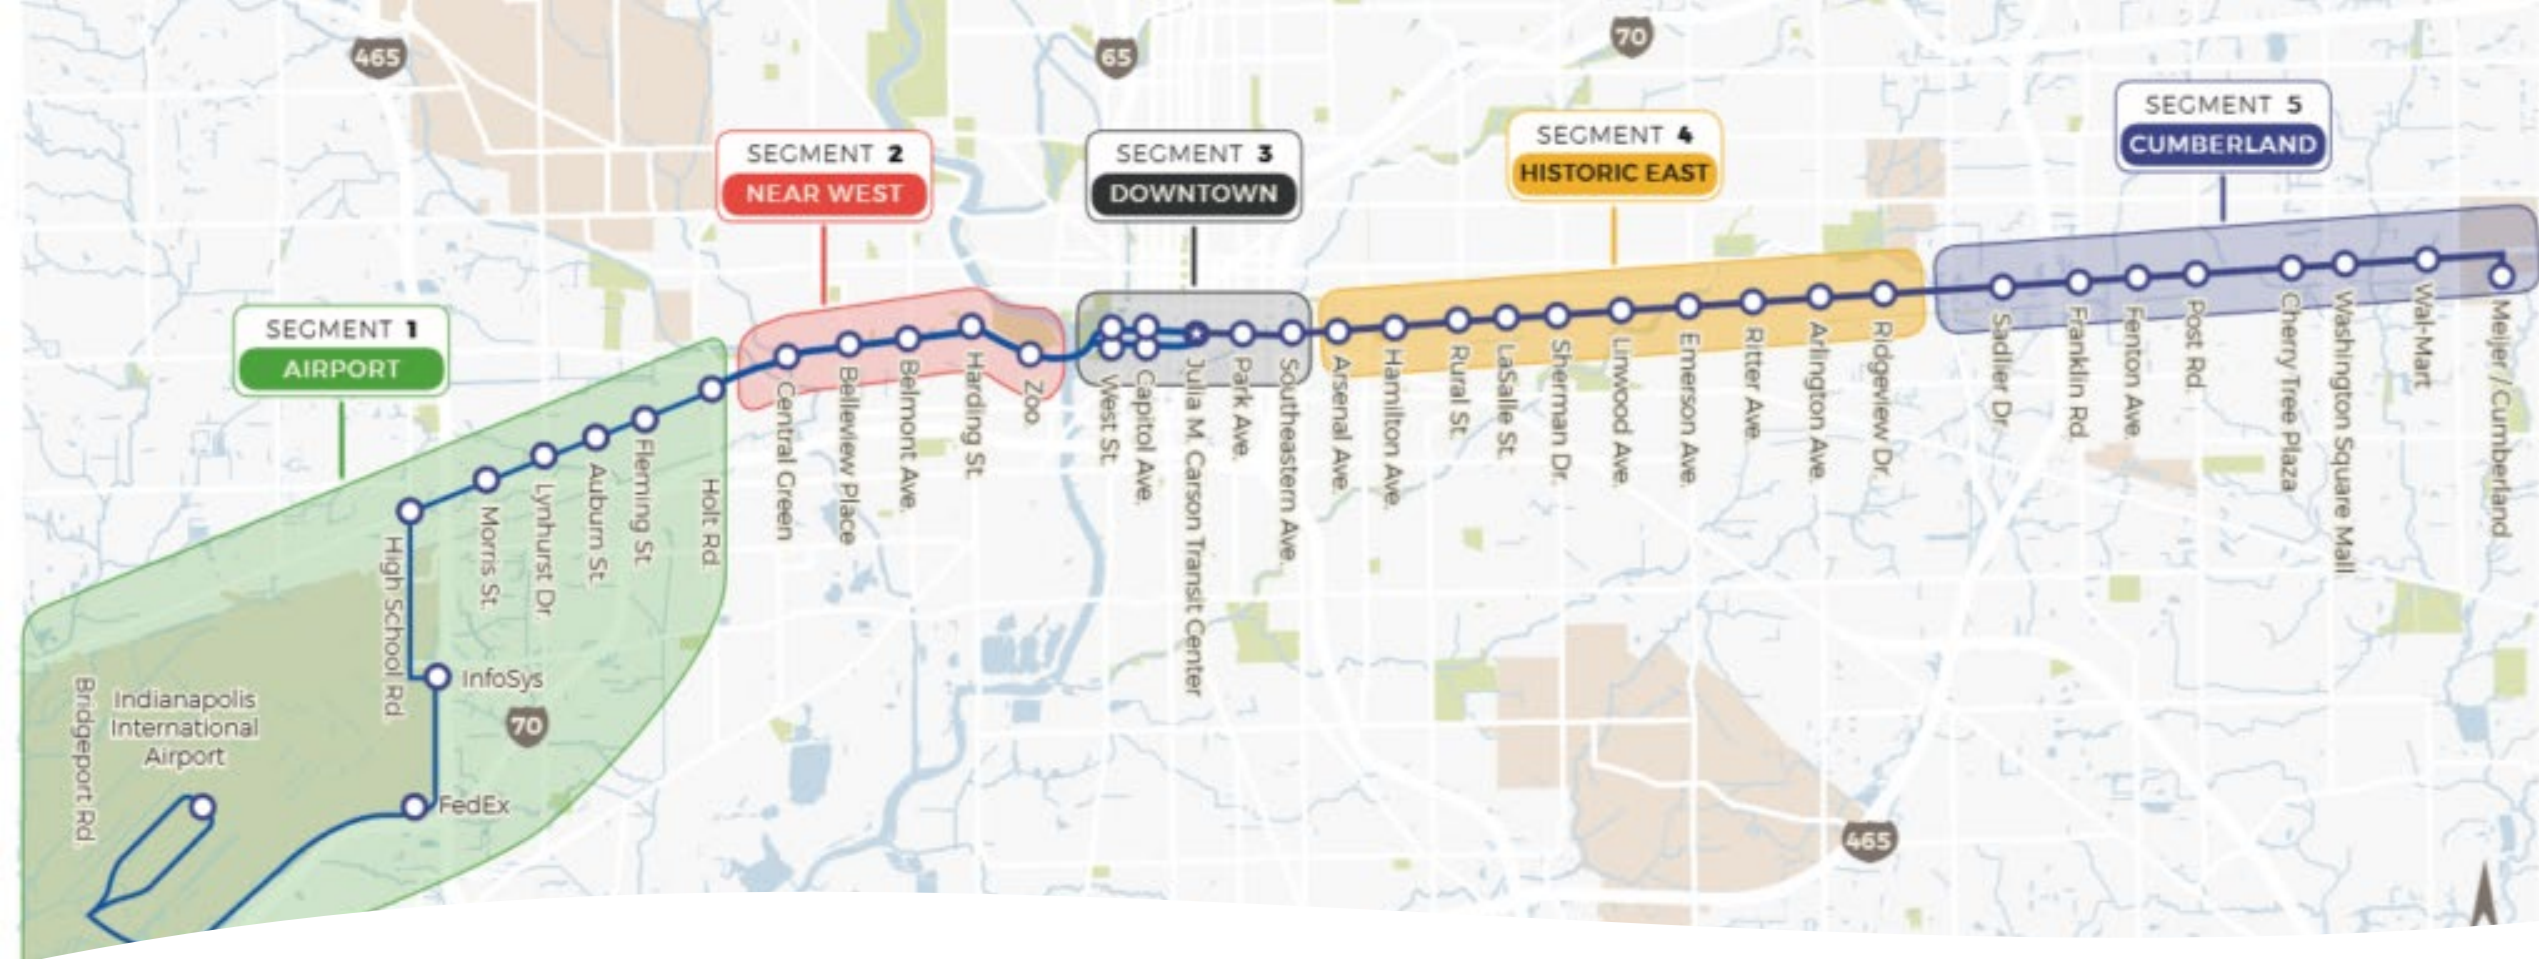 465
65
70
SEGMENT 5
CUMBERLAND
SEGMENT 4
HISTORIC EAST
SEGMENT 2
NEAR WEST
SEGMENT 3
DOWNTOWN
SEGMENT 1
AIRPORT
Bridgeport Rd.
Indianapolis
International
Airport
FedEx
InfoSys
70
High School Rd.
Morris St.
Lynhurst Dr.
Auburn St.
Fleming St.
Holt Rd.
Central Green
Belleview Place
Belmont Ave.
Harding St.
Zoo
West St.
Capitol Ave.
Julia M. Carson Transit Center
Park Ave.
Southeastern Ave.
Arsenal Ave.
Hamilton Ave.
Rural St.
LaSalle St.
Sherman Dr.
Linwood Ave.
Emerson Ave.
Ritter Ave.
Arlington Ave.
Ridgeview Dr.
Sadlier Dr.
Franklin Rd.
Fenton Ave.
Post Rd.
Cherry Tree Plaza
Washington Square Mall
Wal-Mart
Meijer /Cumberland
465